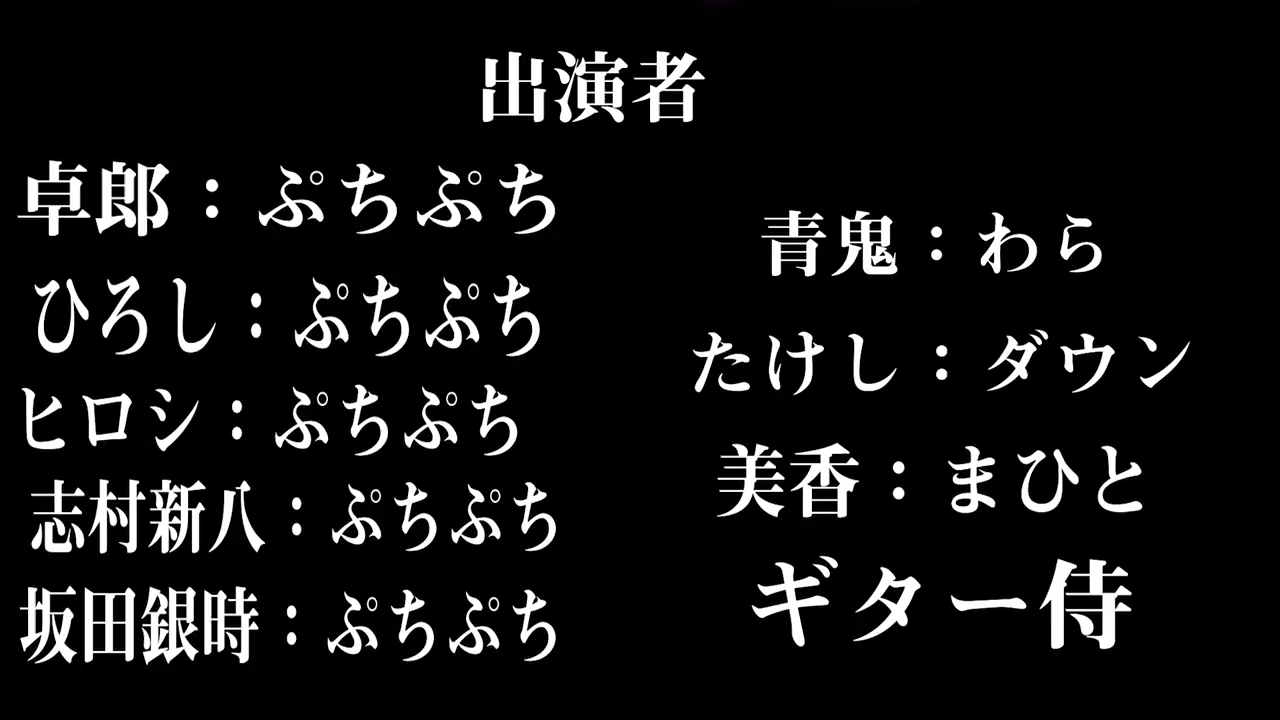 出演者
卓郎：ぷちぷち
ひろし：ぷちぷち
ヒロシ：ぷちぷち
志村新八：ぷちぷち
坂田銀時：ぷちぷち
青鬼：わら
たけし：ダウン
美香：まひと
ギター侍